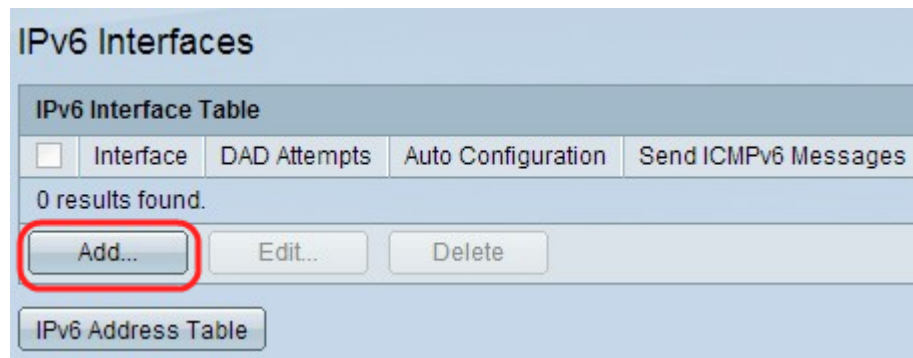 IPv6 Interfaces
IPv6 Interface Table
Interface DAD Attempts Auto Configuration Send ICMPv6 Messages
0 results found.
Add... Edit... Delete
IPv6 Address Table